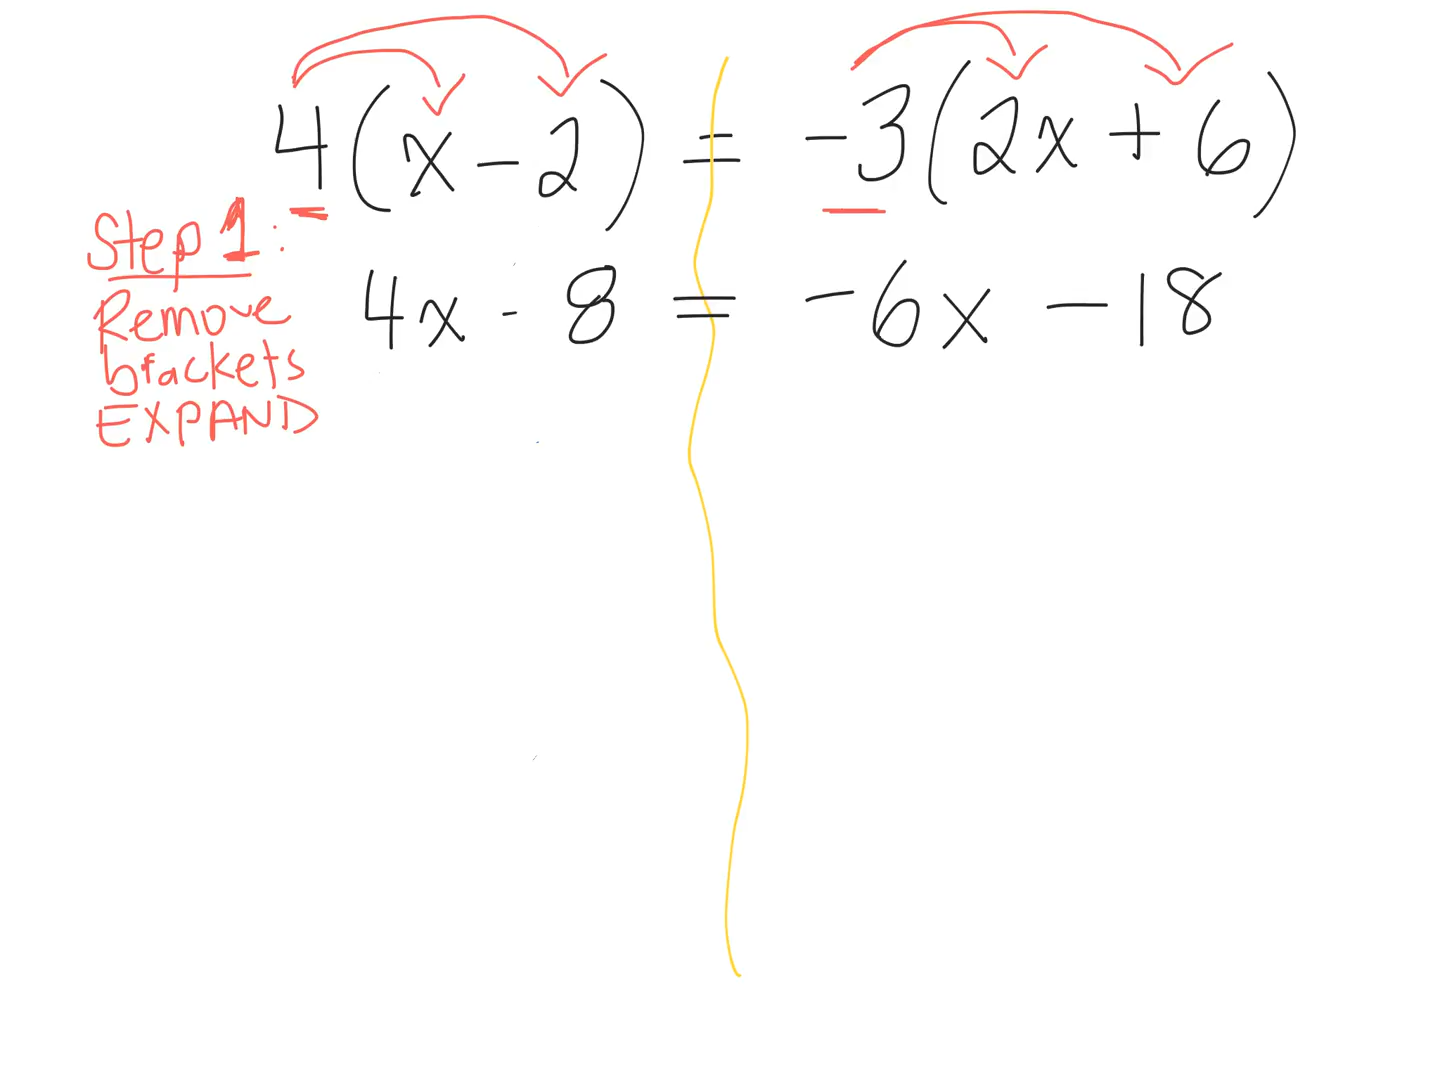 4(x - 2) = -3(2x + 6)
Step 1:
4x - 8 = -6x - 18
Remove
brackets
EXPAND